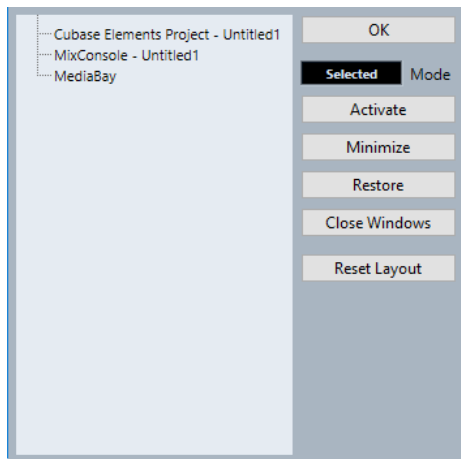 Cubase Elements Project - Untitled1
MixConsole - Untitled1
MediaBay
OK
Selected Mode
Activate
Minimize
Restore
Close Windows
Reset Layout